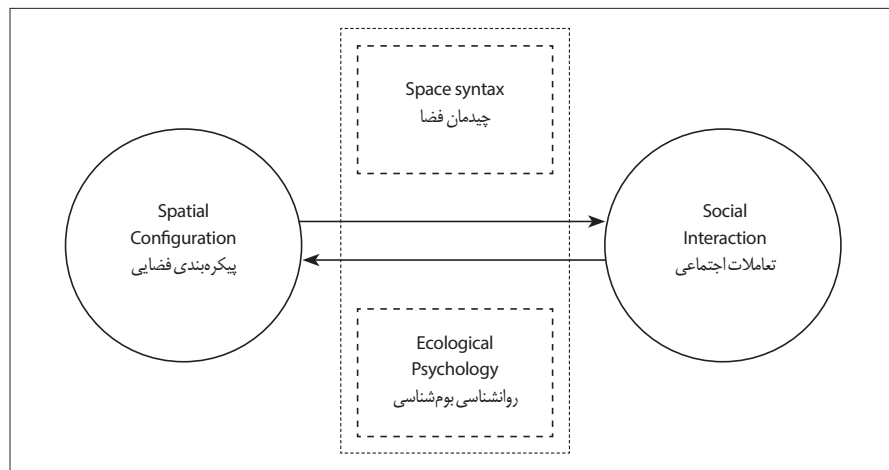 Space syntax
چیدمان فضا
Spatial
Configuration
پیکره‌بندی فضایی
Social
Interaction
تعاملات اجتماعی
Ecological
Psychology
روانشناسی بوم‌شناسی